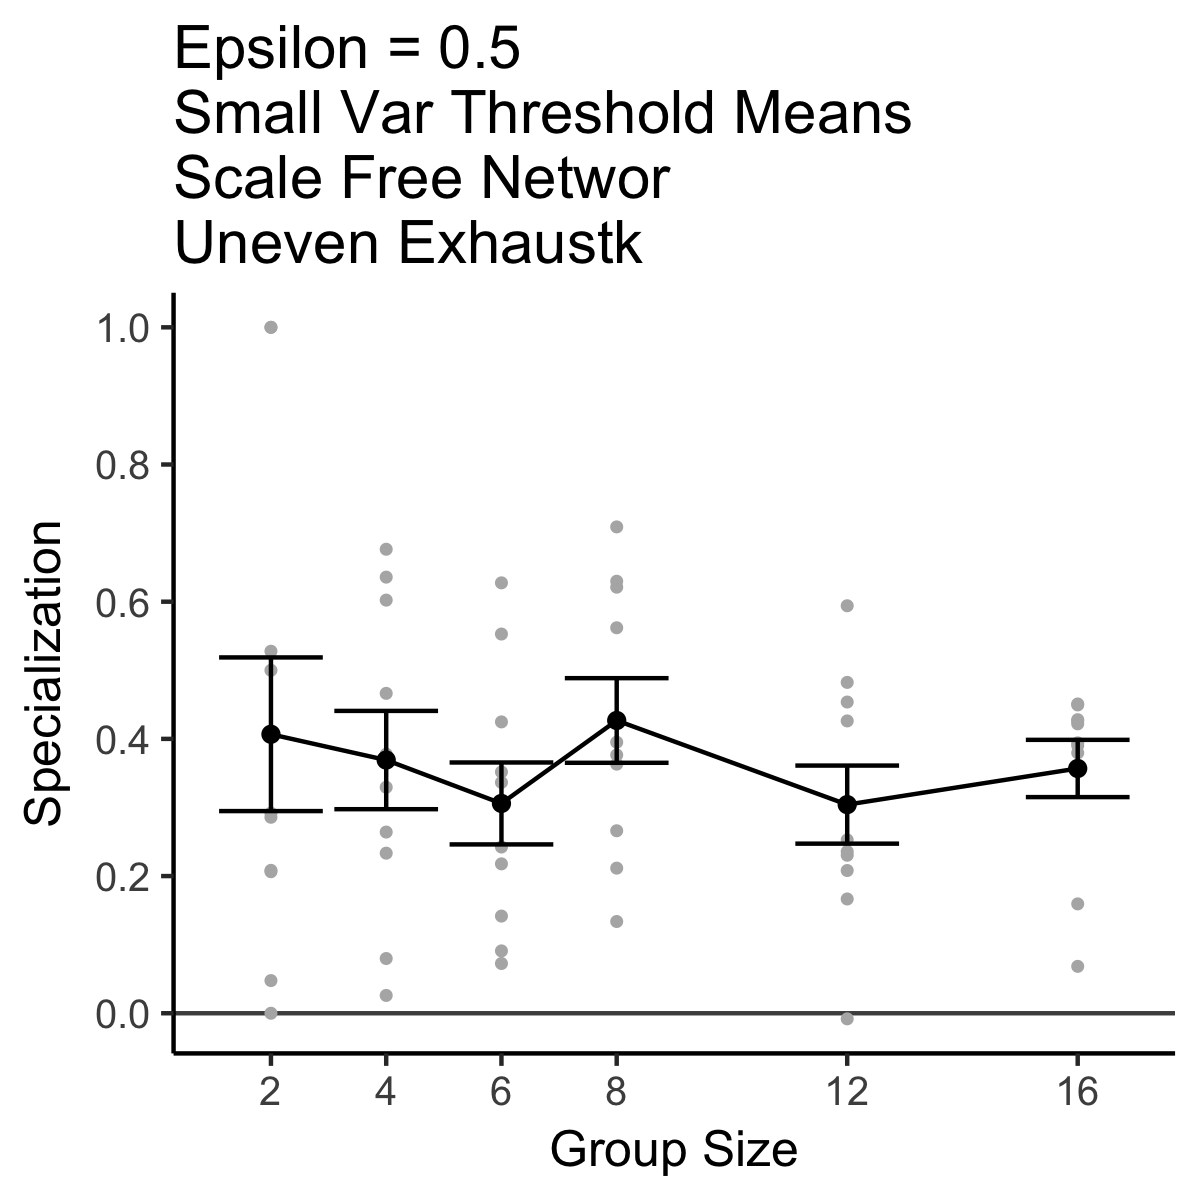 Epsilon = 0.5
Small Var Threshold Means
Scale Free Networ
Uneven Exhaustk
1.0
0.8
0.6
0.4
0.2
0.0
Specialization
2 4 6 8 12 16
Group Size